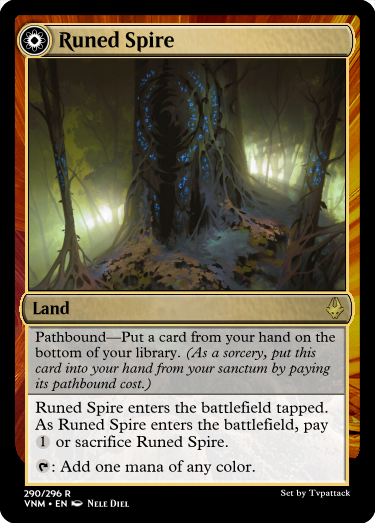 Runed Spire
Land
Pathbound—Put a card from your hand on the
bottom of your library. (As a sorcery, put this
card into your hand from your sanctum by paying
its pathbound cost.)
Runed Spire enters the battlefield tapped.
As Runed Spire enters the battlefield, pay
1 or sacrifice Runed Spire.
: Add one mana of any color.
290/296 R
Set by Tvpattack
VNM • EN Nele Diel